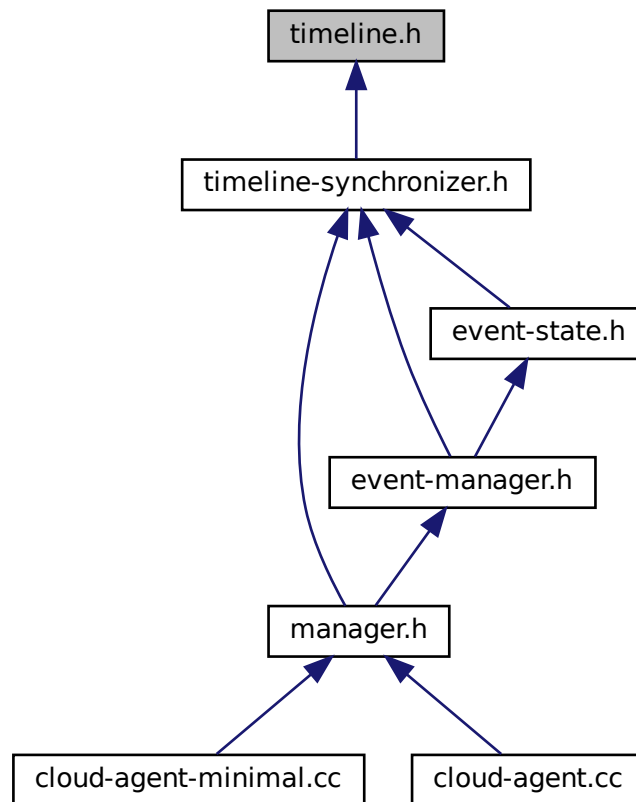 timeline.h
timeline-synchronizer.h
event-state.h
event-manager.h
manager.h
cloud-agent-minimal.cc
cloud-agent.cc